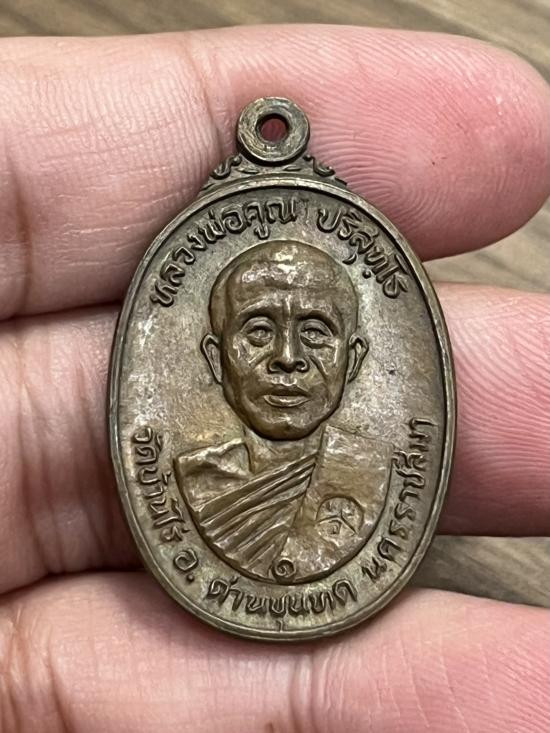 หลวงพ่อคูณ ปริสุทฺโธ
๑
วัดบ้านไร่ อ. ด่านขุนทด นครราชสีมา